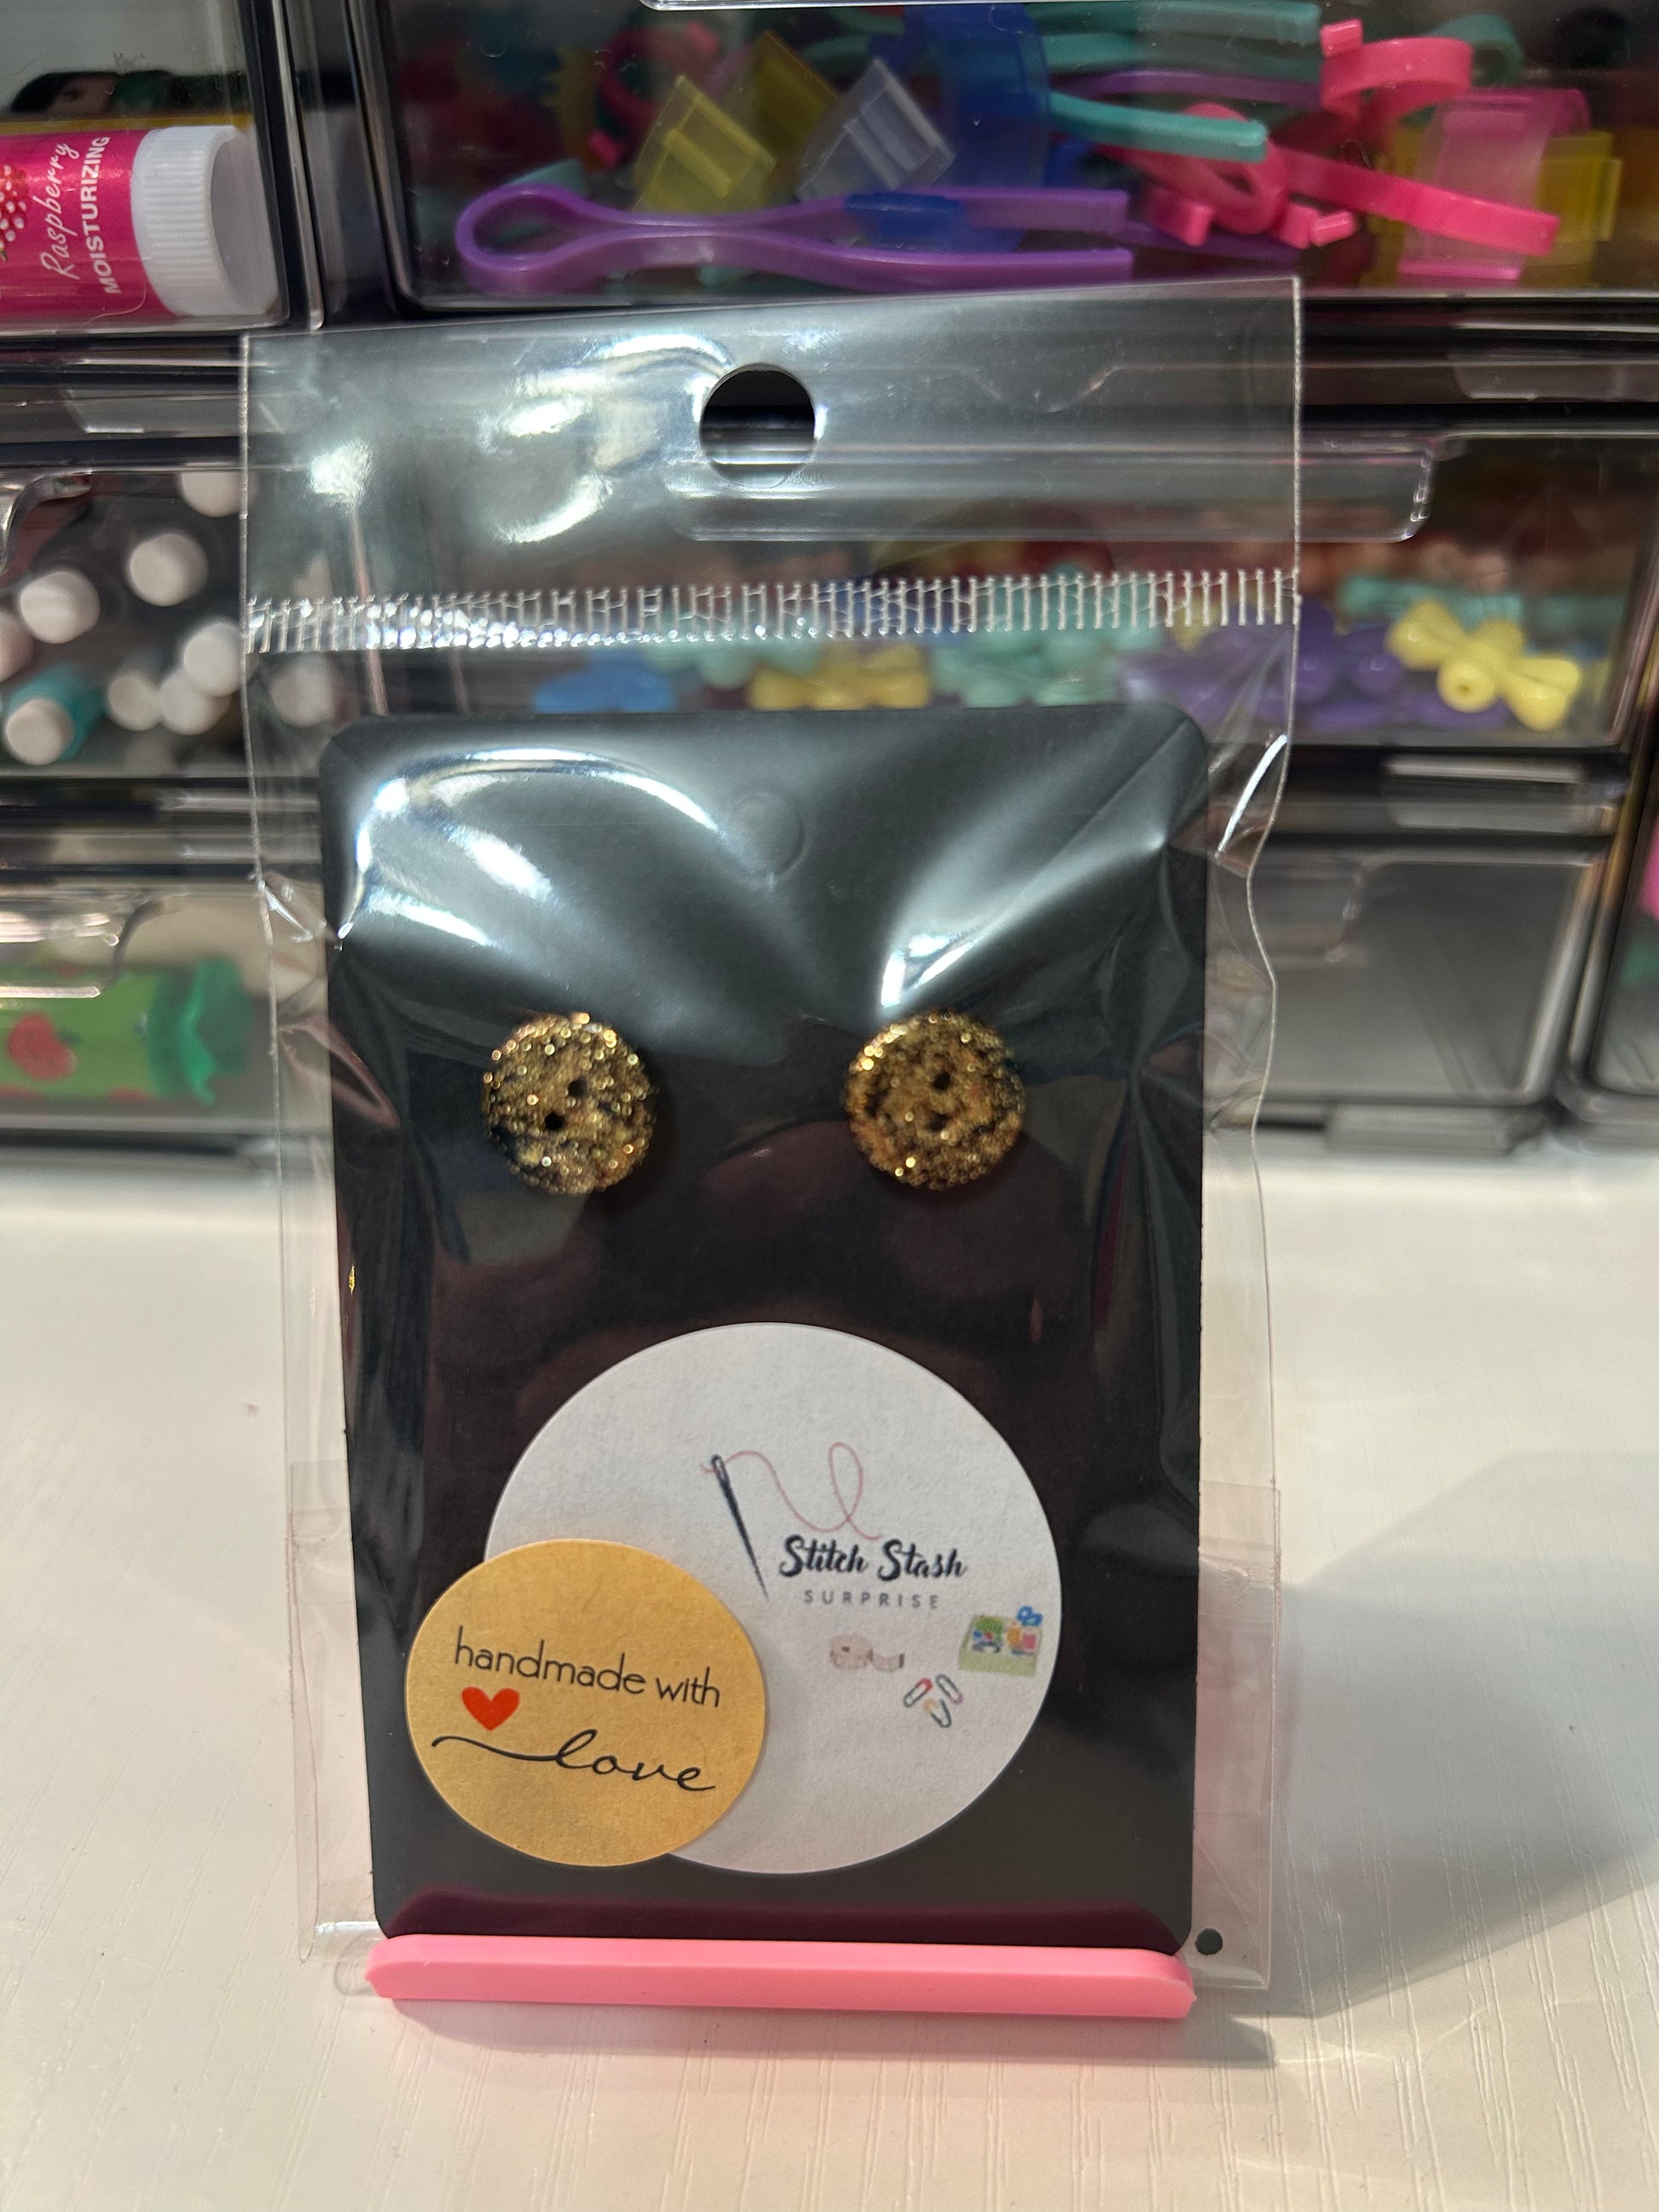 Raspberry
MOISTURIZING
Stitch Stash
SURPRISE
handmade with
love